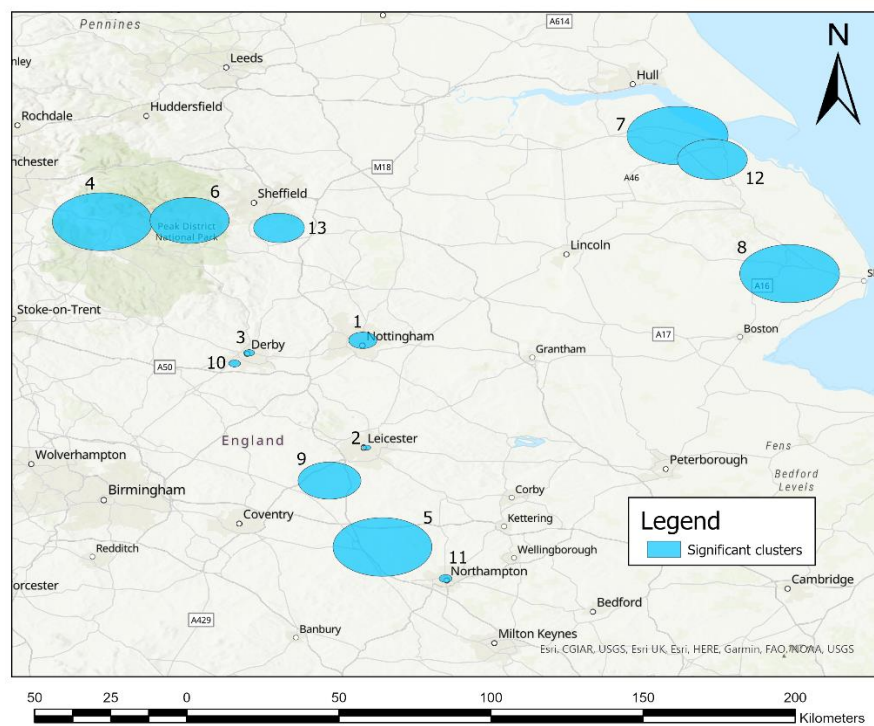 Pennines
A614
nley
Leeds
Hull
N
Huddersfield
Rochdale
7
nchester
M18
A46
12
4
6
Sheffield
13
Peak District
National Park
Lincoln
8
A16
Stoke-on-Trent
1
Nottingham
3
Derby
A17
Boston
10
A50
Grantham
2
Leicester
England
Wolverhampton
9
Peterborough
Fens
Bedford
Levels
Birmingham
Corby
5
Coventry
Kettering
Legend
Significant clusters
Redditch
11
Wellingborough
Northampton
orcester
Cambridge
A429
Bedford
Banbury
Milton Keynes
Esri, CGIAR, USGS, Esri UK, Esri, HERE, Garmin, FAO, NOAA, USGS
50 25 0 50 100 150 200
Kilometers